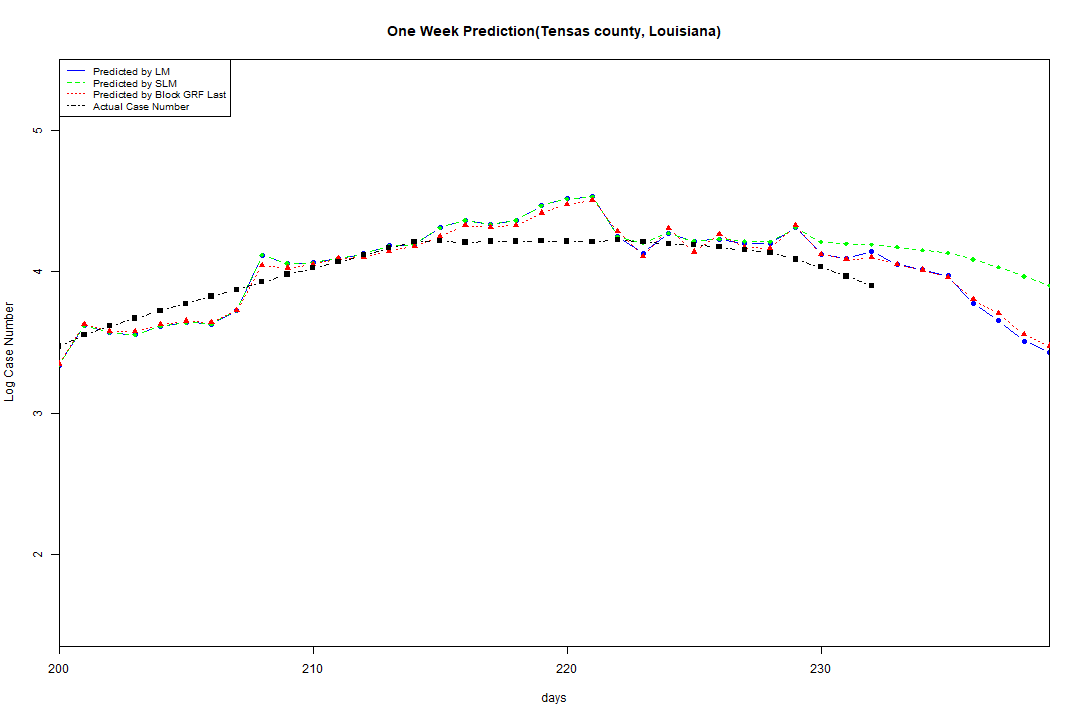 One Week Prediction(Tensas county, Louisiana)
Predicted by LM
Predicted by SLM
Predicted by Block GRF Last
Actual Case Number
5
4
3
2
Log Case Number
200 210 220 230
days